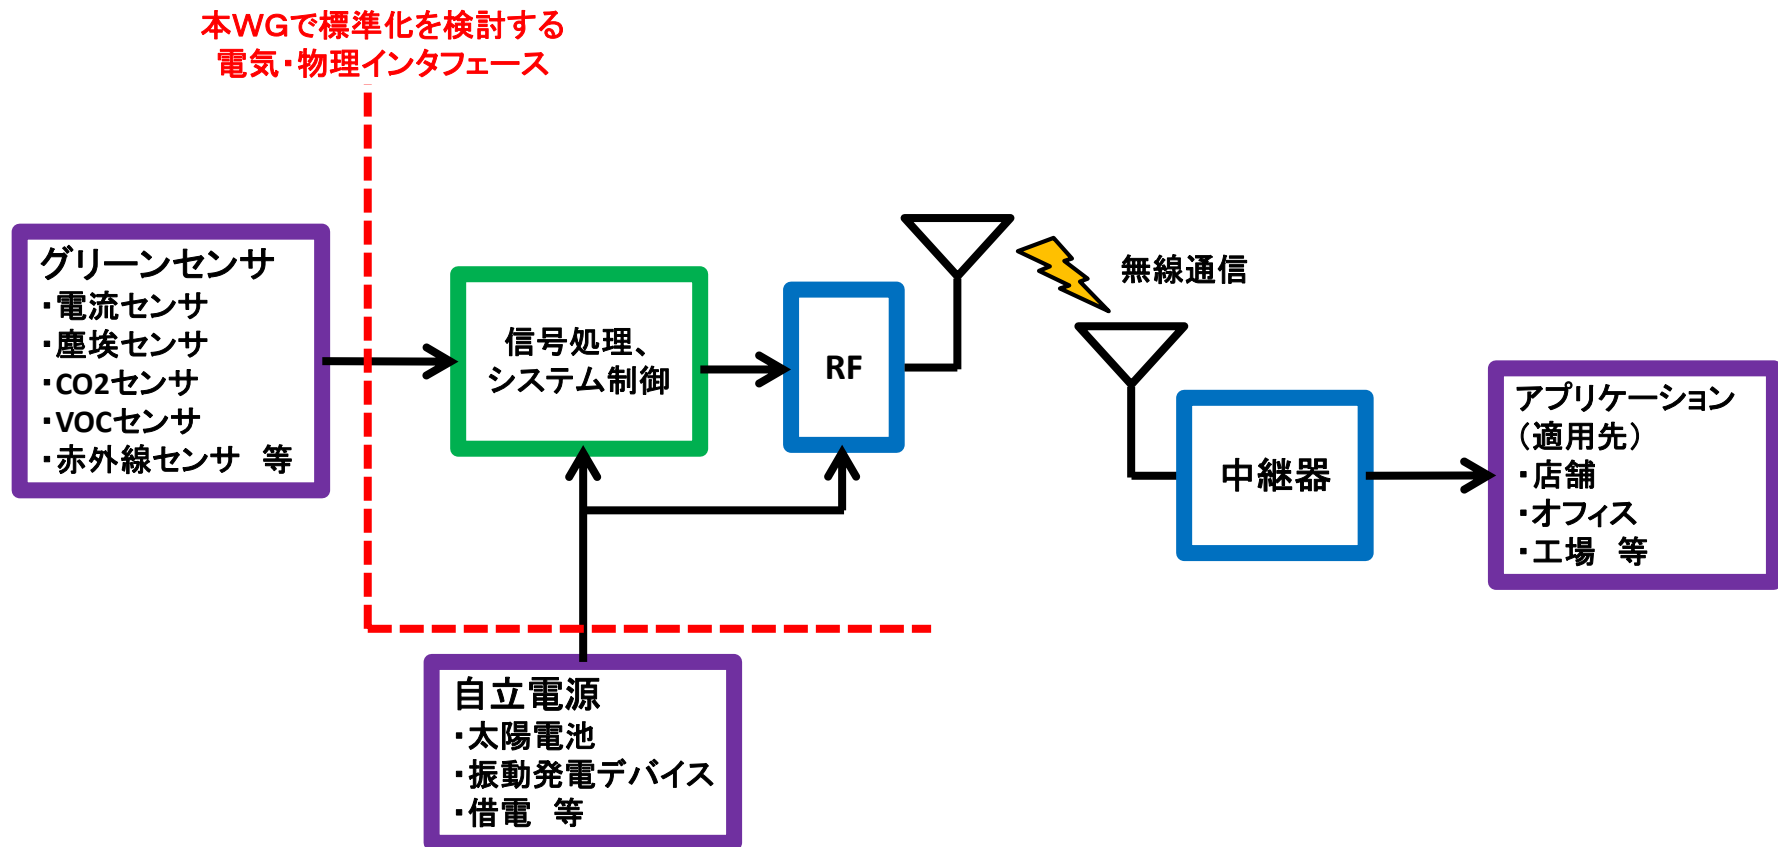 本WGで標準化を検討する
電気・物理インタフェース
グリーンセンサ
・電流センサ
・塵埃センサ
・CO2センサ
・VOCセンサ
・赤外線センサ 等
信号処理、
システム制御
RF
無線通信
中継器
アプリケーション
（適用先）
・店舗
・オフィス
・工場 等
自立電源
・太陽電池
・振動発電デバイス
・借電 等